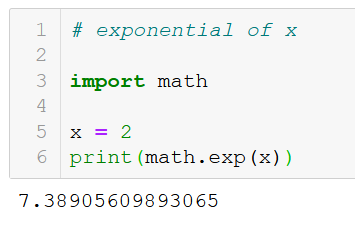 1 # exponential of x
2
3 import math
4
5 x = 2
6 print(math.exp(x))
7.38905609893065